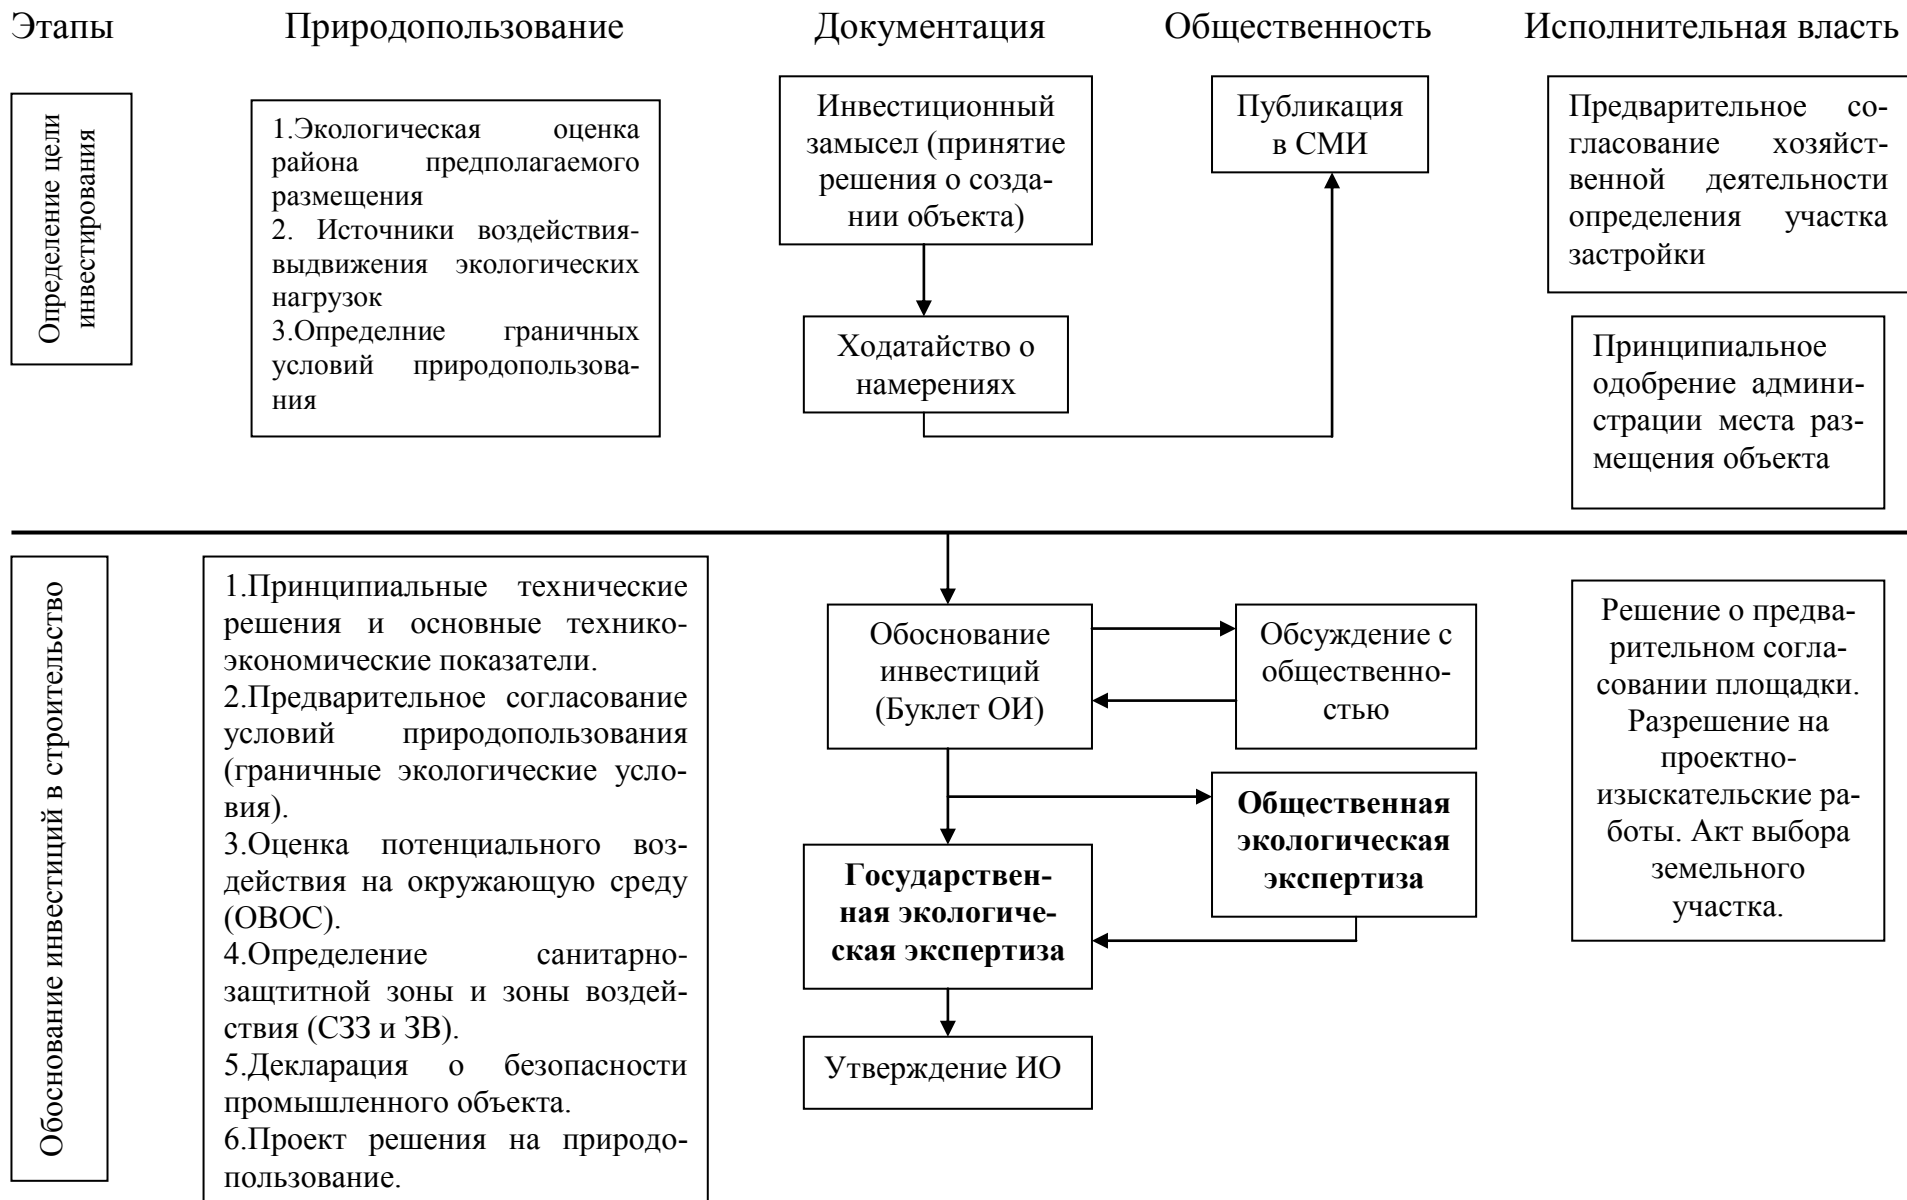 Этапы
Природопользование
Документация
Общественность
Исполнительная власть
Определение цели
инвестирования
1.Экологическая оценка
района предполагаемого
размещения
2. Источники воздействия-
выдвижения экологических
нагрузок
3.Определние граничных
условий природопользова-
ния
Инвестиционный
замысел (принятие
решения о созда-
нии объекта)
Ходатайство о
намерениях
Публикация
в СМИ
Предварительное со-
гласование хозяйст-
венной деятельности
определения участка
застройки
Принципиальное
одобрение админи-
страции места раз-
мещения объекта
Обоснование инвестиций в строительство
1.Принципиальные технические
решения и основные технико-
экономические показатели.
2.Предварительное согласование
условий природопользования
(граничные экологические усло-
вия).
3.Оценка потенциального воз-
действия на окружающую среду
(ОВОС).
4.Определение санитарно-
защтитной зоны и зоны воздей-
ствия (СЗЗ и ЗВ).
5.Декларация о безопасности
промышленного объекта.
6.Проект решения на природо-
пользование.
Обоснование
инвестиций
(Буклет ОИ)
Обсуждение с
общественно-
стью
Общественная
экологическая
экспертиза
Государствен-
ная экологиче-
ская экспертиза
Утверждение ИО
Решение о предва-
рительном согла-
совании площадки.
Разрешение на
проектно-
изыскательские ра-
боты. Акт выбора
земельного
участка.